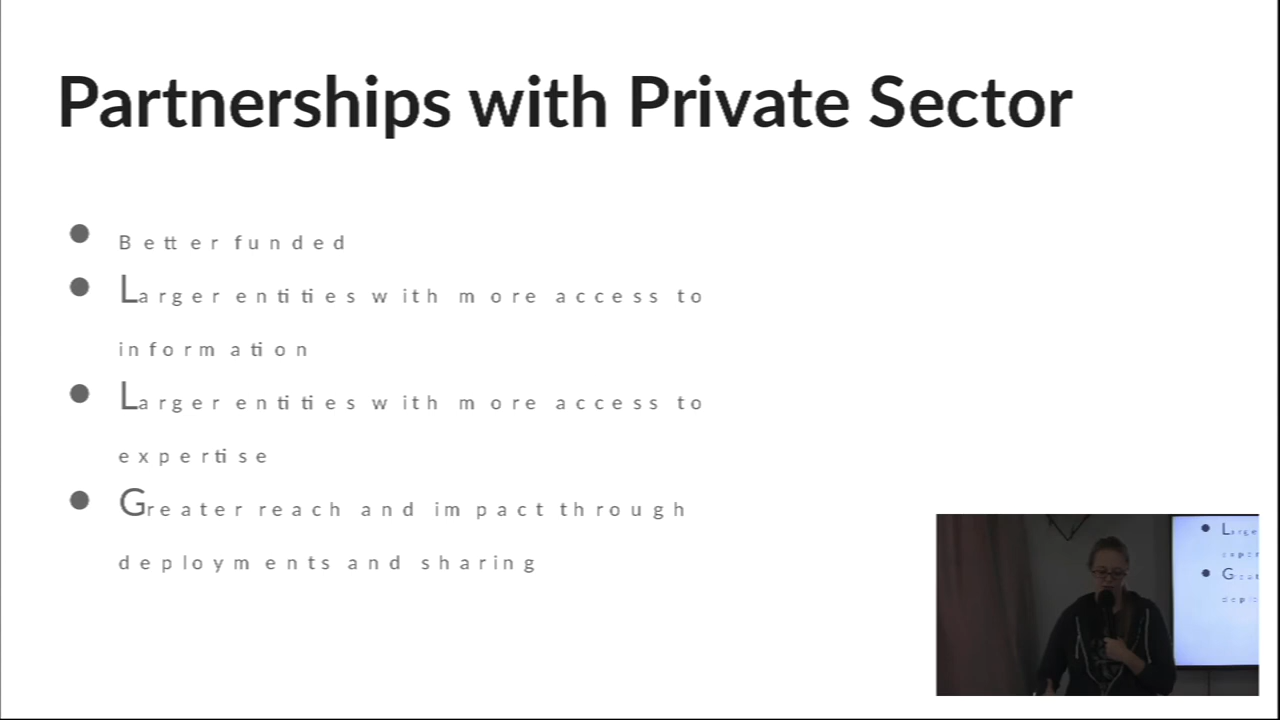 Partnerships with Private Sector
Better funded
Larger entities with more access to
information
Larger entities with more access to
expertise
Greater reach and impact through
deployments and sharing